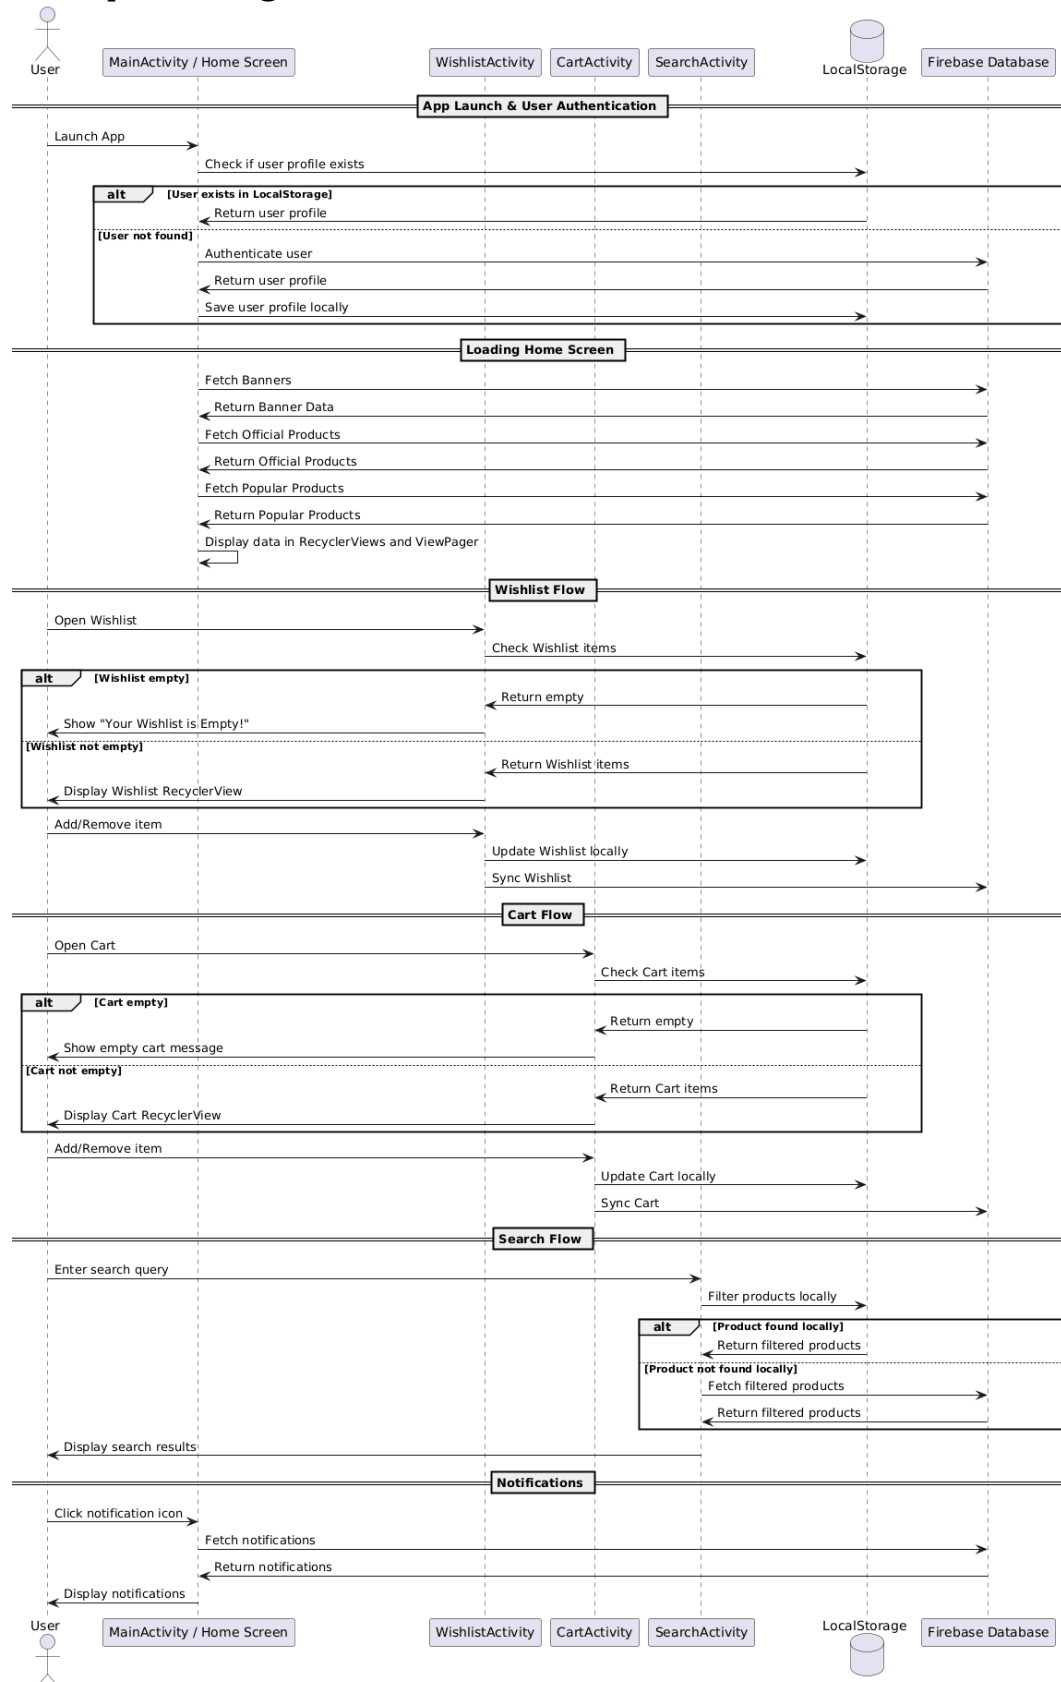 User
MainActivity / Home Screen
WishlistActivity
CartActivity
SearchActivity
LocalStorage
Firebase Database
App Launch & User Authentication
Launch App
Check if user profile exists
alt
[User exists in LocalStorage]
Return user profile
[User not found]
Authenticate user
Return user profile
Save user profile locally
Loading Home Screen
Fetch Banners
Return Banner Data
Fetch Official Products
Return Official Products
Fetch Popular Products
Return Popular Products
Display data in RecyclerViews and ViewPager
Wishlist Flow
Open Wishlist
Check Wishlist items
alt
[Wishlist empty]
Return empty
Show "Your Wishlist is Empty!"
[Wishlist not empty]
Return Wishlist items
Display Wishlist RecyclerView
Add/Remove item
Update Wishlist locally
Sync Wishlist
Cart Flow
Open Cart
Check Cart items
alt
[Cart empty]
Return empty
Show empty cart message
[Cart not empty]
Return Cart items
Display Cart RecyclerView
Add/Remove item
Update Cart locally
Sync Cart
Search Flow
Enter search query
Filter products locally
alt
[Product found locally]
Return filtered products
[Product not found locally]
Fetch filtered products
Return filtered products
Display search results
Notifications
Click notification icon
Fetch notifications
Return notifications
Display notifications
User
MainActivity / Home Screen
WishlistActivity
CartActivity
SearchActivity
LocalStorage
Firebase Database